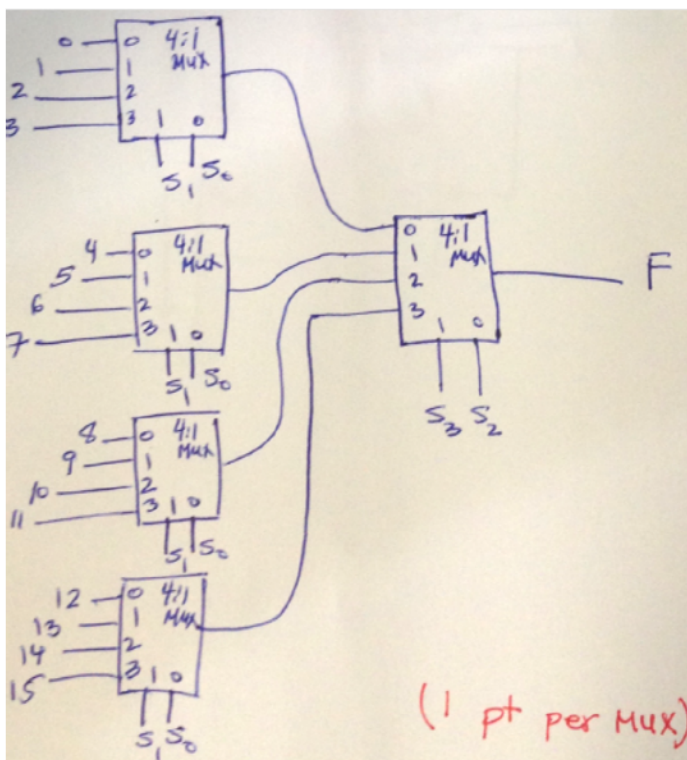 0 0 4:1
1 1 Mux
2 2
3 3 1 0
S1 S0
4 0 4:1
5 1 Mux
6 2
7 3 1 0
S1 S0
8 0 4:1
9 1 Mux
10 2
11 3 1 0
S1 S0
12 0 4:1
13 1 Mux
14 2
15 3 1 0
S1 S0
0 4:1
1 Mux
2
3
1 0
S3 S2
F
(1 pt per Mux)